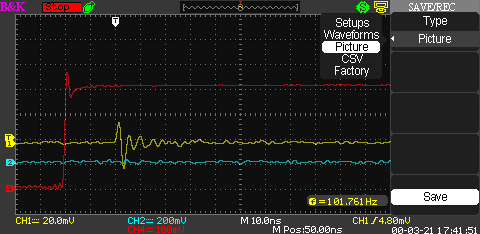 B&K Stop SAVE/REC
Setups
Waveforms
Picture
CSV
Factory
Type
Picture
Save
T
T
1
2
f=101.761Hz
CH1 20.0mV CH2 200mV M 10.0ns CH1 / 4.80mV
CH4 100mV M Pos:50.00ns 00-03-21 17:41:51